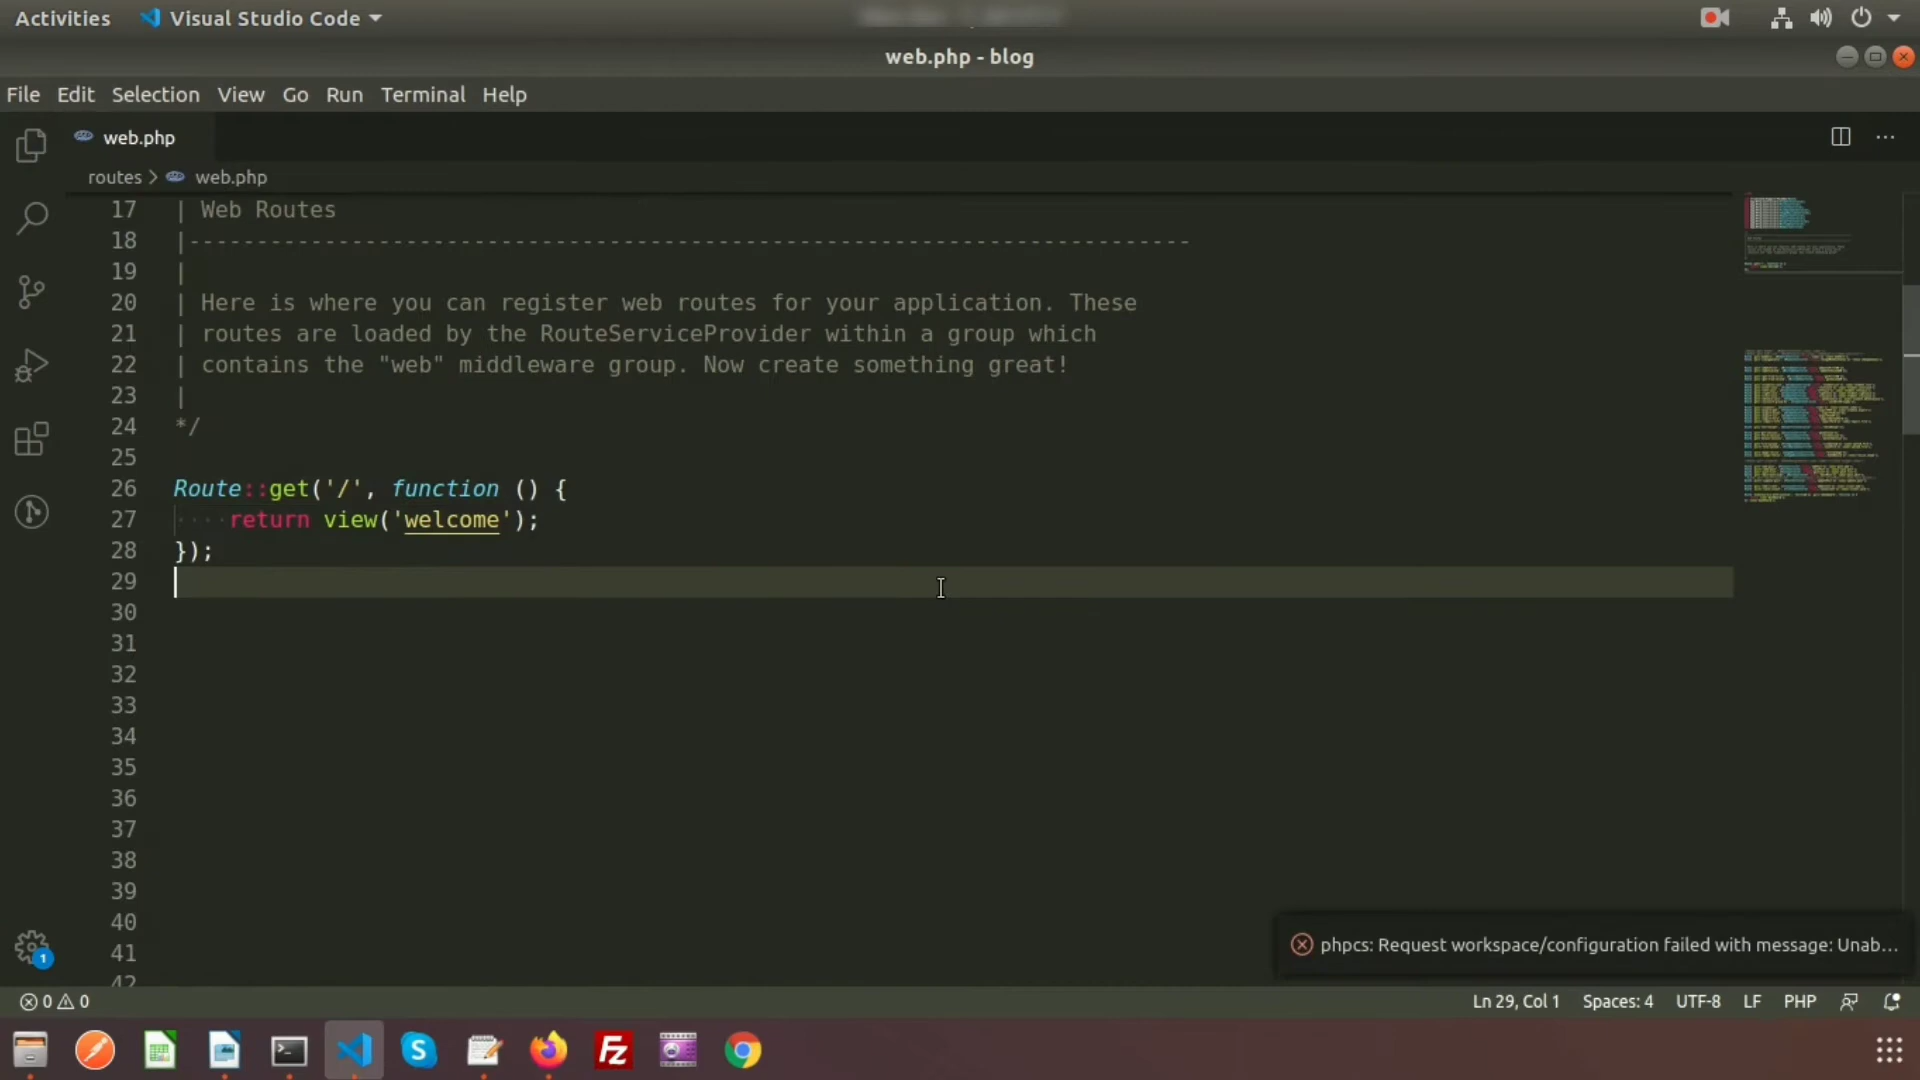 Activities Visual Studio Code
web.php - blog
File Edit Selection View Go Run Terminal Help
web.php
routes > web.php
17 | Web Routes
18 |--------------------------------------------------------------------------
19 |
20 | Here is where you can register web routes for your application. These
21 | routes are loaded by the RouteServiceProvider within a group which
22 | contains the "web" middleware group. Now create something great!
23 |
24 */
25
26 Route::get('/', function () {
27 ····return view('welcome');
28 });
29
30
31
32
33
34
35
36
37
38
39
40
41
42
phpcs: Request workspace/configuration failed with message: Unab...
1
0 0 Ln 29, Col 1 Spaces: 4 UTF-8 LF PHP
S Fz